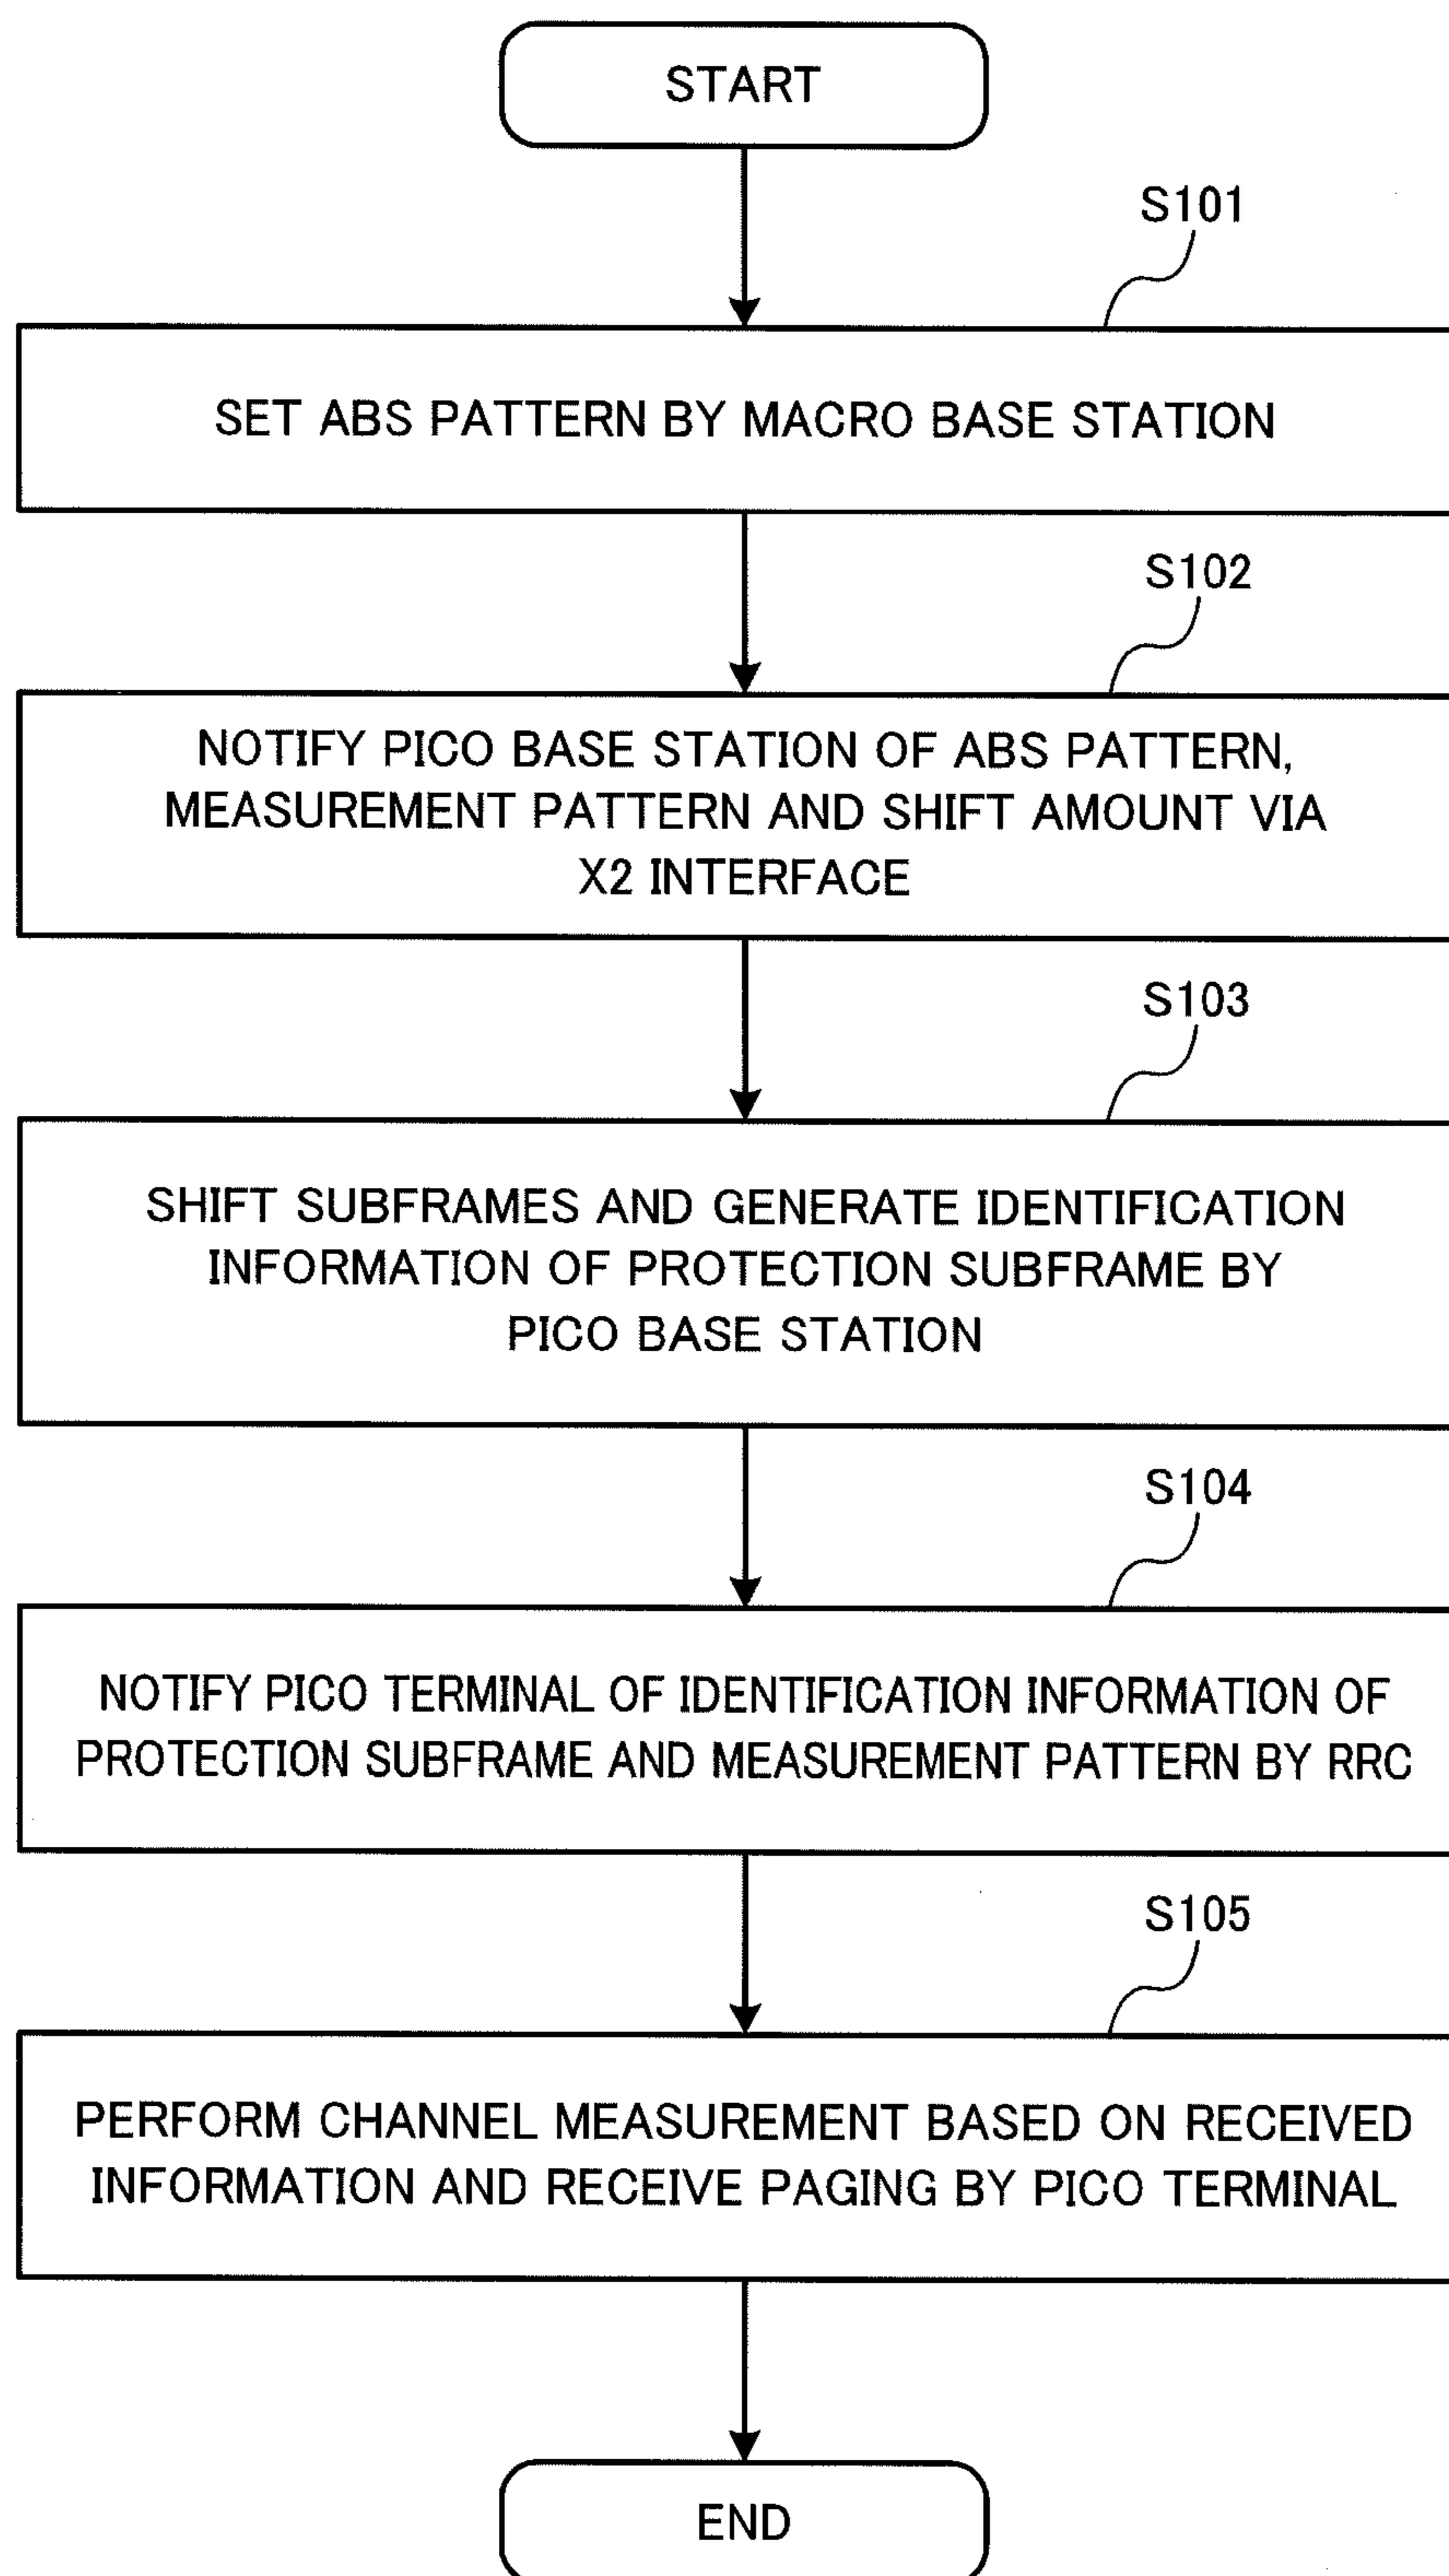 START
S101
SET ABS PATTERN BY MACRO BASE STATION
S102
NOTIFY PICO BASE STATION OF ABS PATTERN,
MEASUREMENT PATTERN AND SHIFT AMOUNT VIA
X2 INTERFACE
S103
SHIFT SUBFRAMES AND GENERATE IDENTIFICATION
INFORMATION OF PROTECTION SUBFRAME BY
PICO BASE STATION
S104
NOTIFY PICO TERMINAL OF IDENTIFICATION INFORMATION OF
PROTECTION SUBFRAME AND MEASUREMENT PATTERN BY RRC
S105
PERFORM CHANNEL MEASUREMENT BASED ON RECEIVED
INFORMATION AND RECEIVE PAGING BY PICO TERMINAL
END